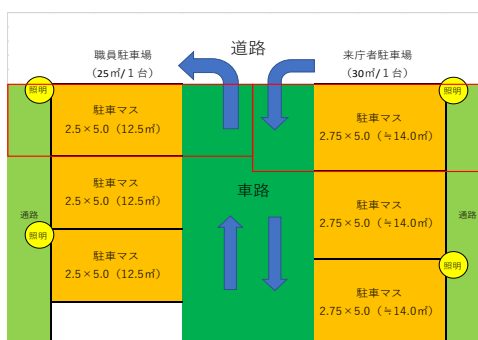 道路
職員駐車場
（25㎡/１台）
来庁者駐車場
（30㎡/１台）
照明
照明
駐車マス
2.5×5.0（12.5㎡）
駐車マス
2.75×5.0（≒14.0㎡）
車路
駐車マス
2.5×5.0（12.5㎡）
駐車マス
2.75×5.0（≒14.0㎡）
通路
通路
照明
照明
駐車マス
2.5×5.0（12.5㎡）
駐車マス
2.75×5.0（≒14.0㎡）